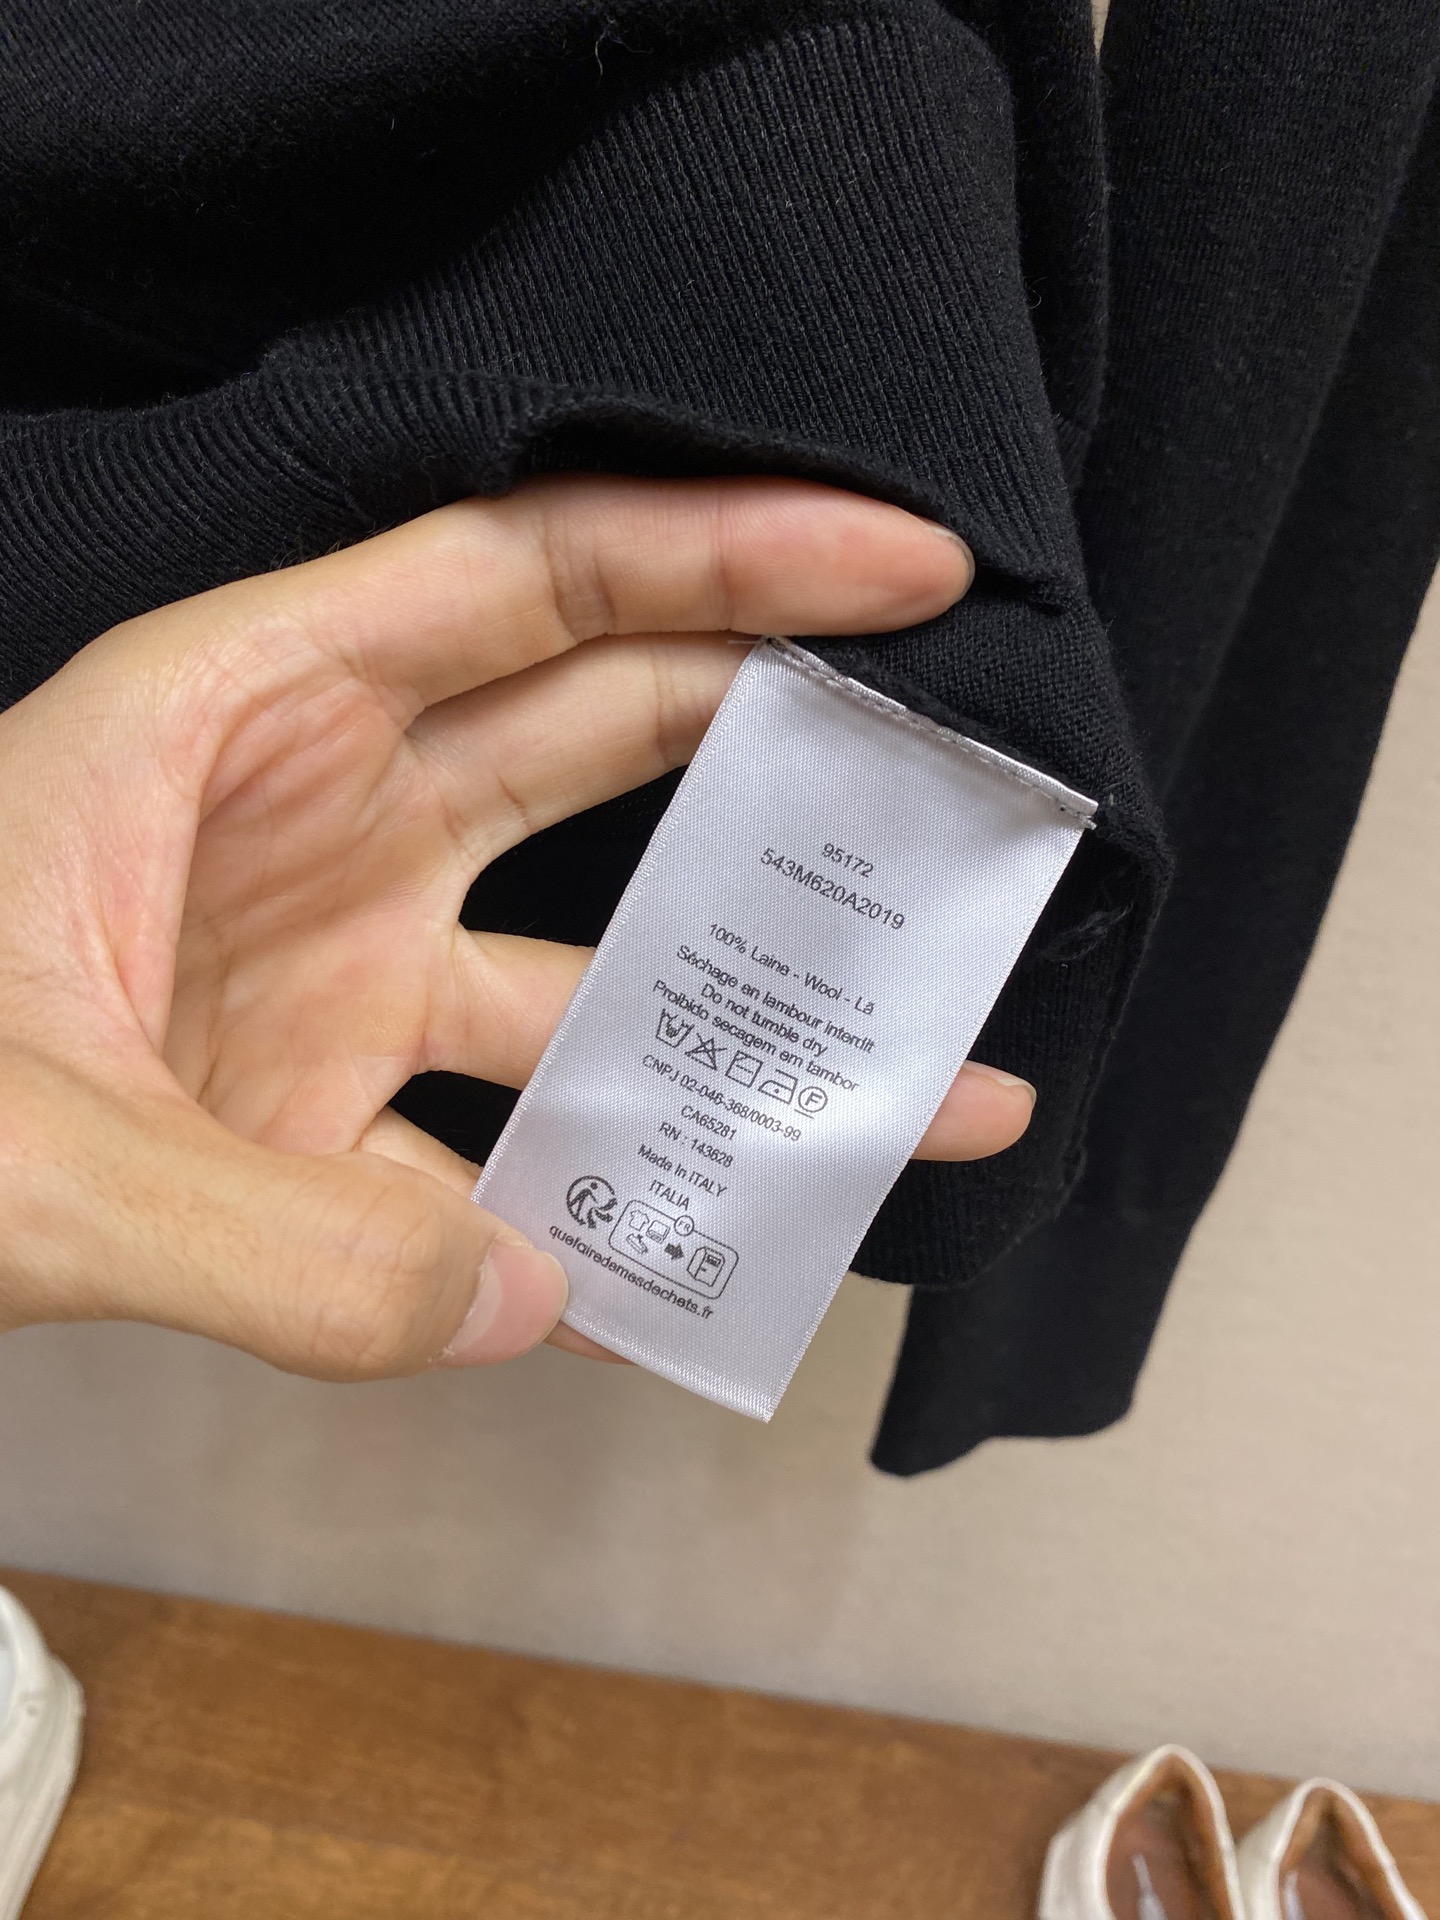 95172
543M620A2019
100% Laine - Wool - Lã
Séchage en tambour interdit
Do not tumble dry
Proibido secagem em tambor
F
CNPJ 02-046-368/0003-99
CA65281
RN : 143628
Made in ITALY
ITALIA
FR
quefairedemesdechets.fr